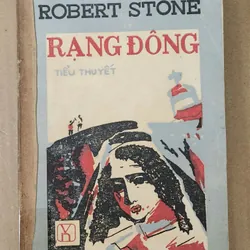 ROBERT STONE
RẠNG ĐÔNG
TIỂU THUYẾT